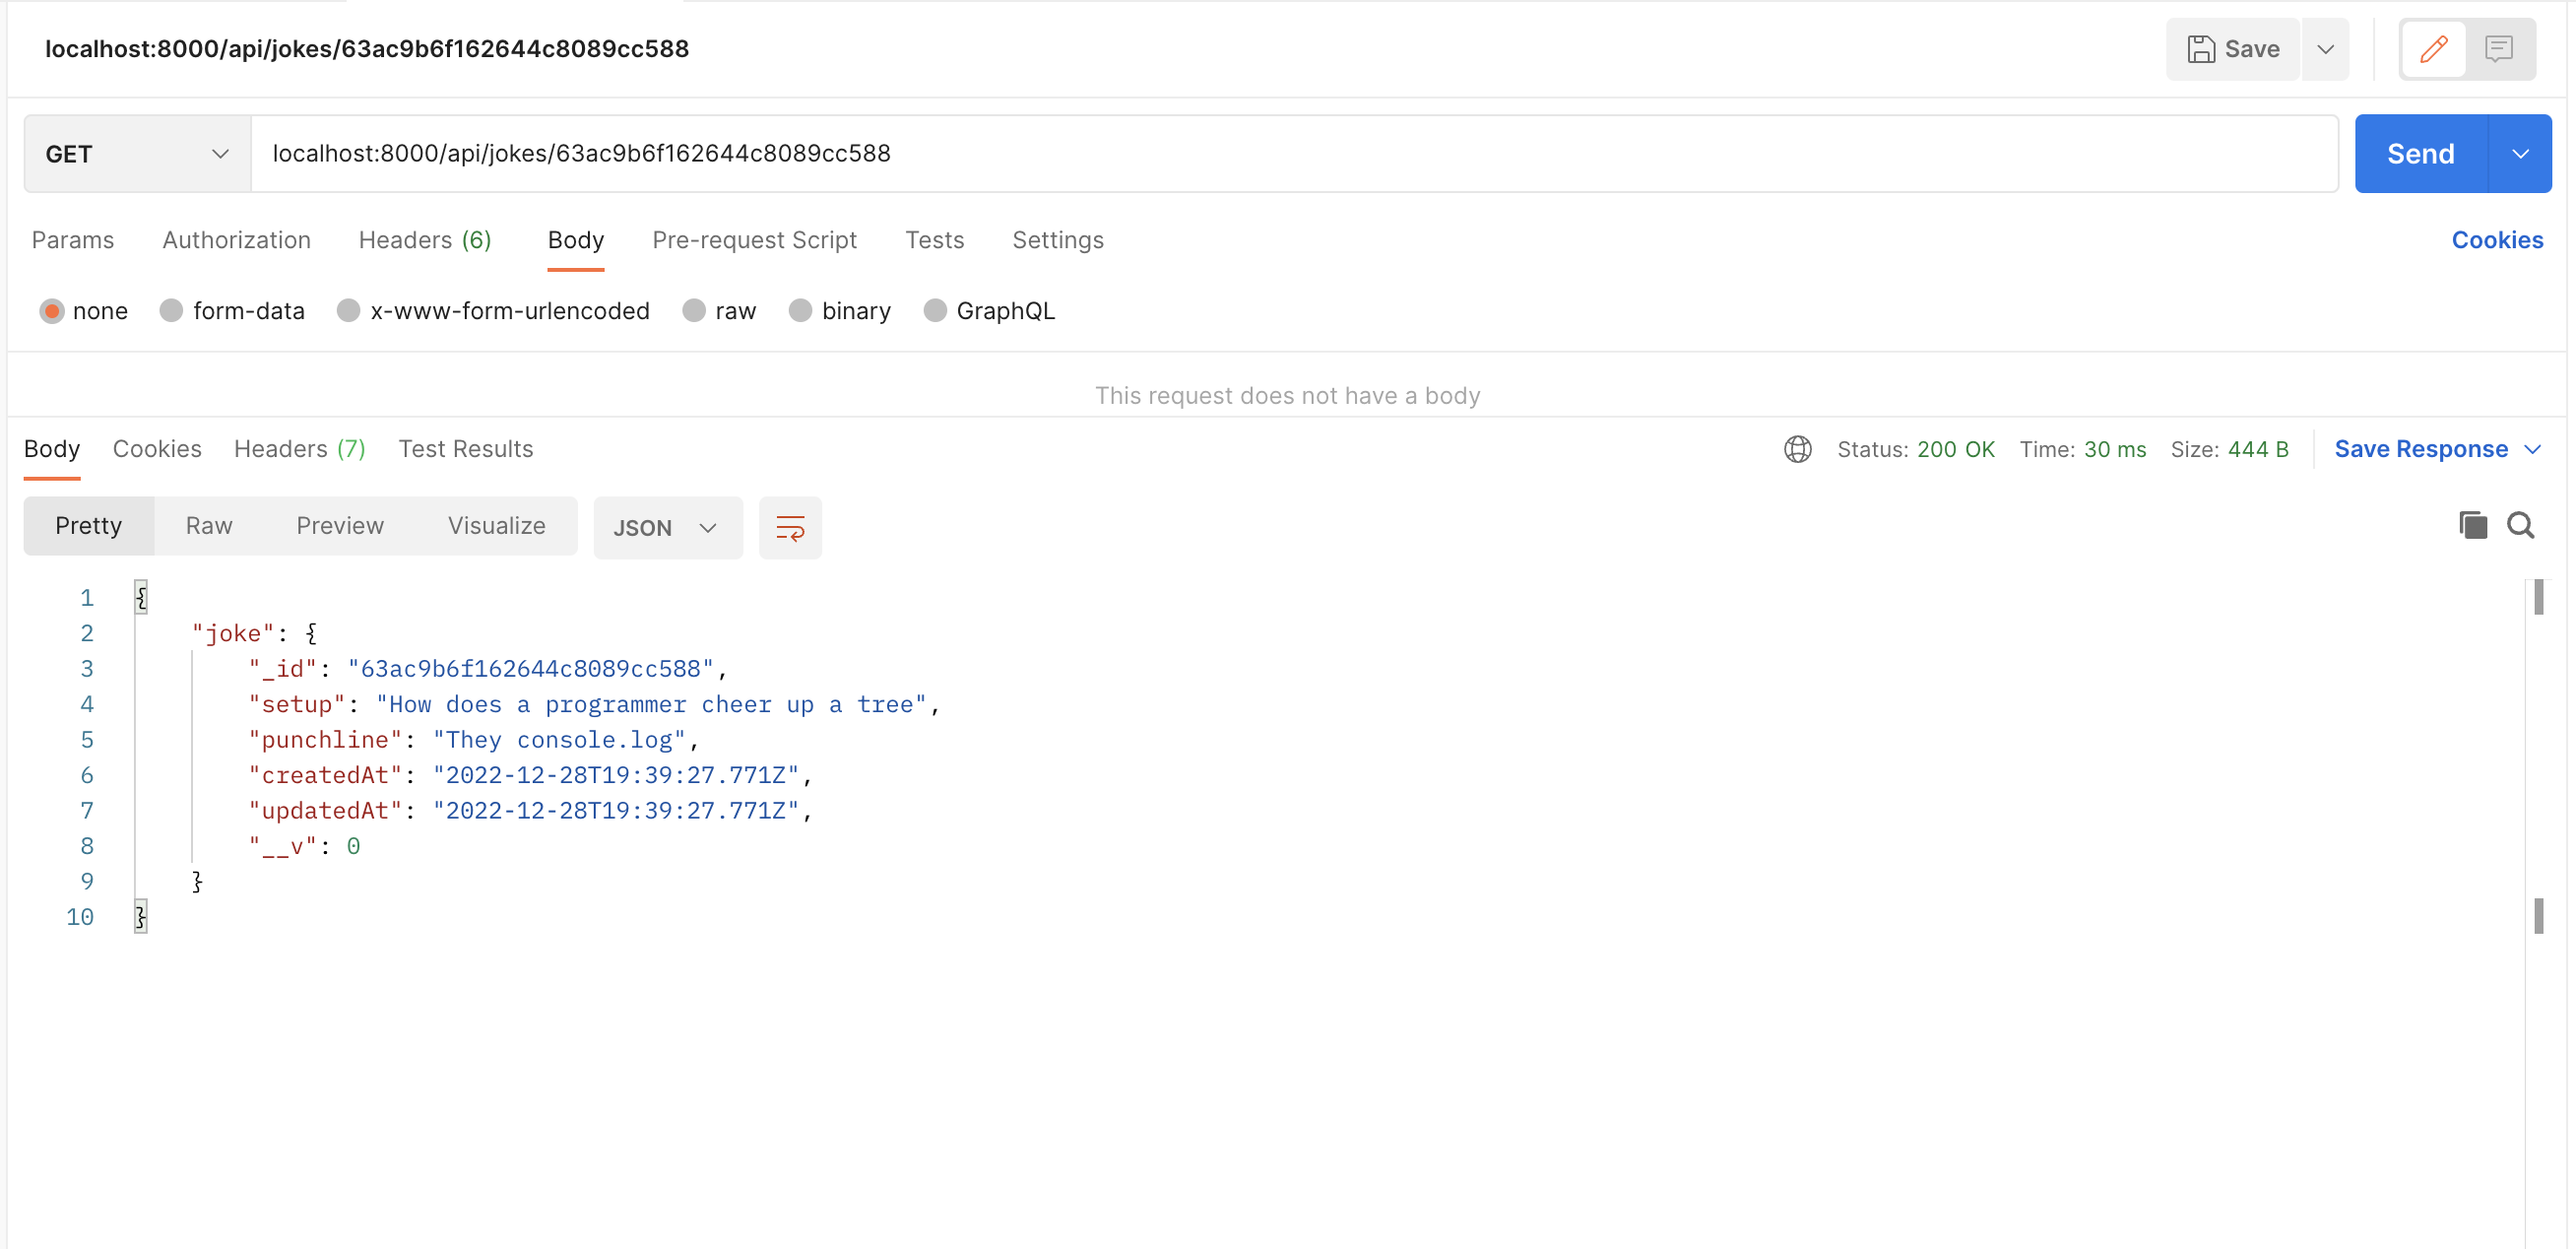 localhost:8000/api/jokes/63ac9b6f162644c8089cc588 Save
GET localhost:8000/api/jokes/63ac9b6f162644c8089cc588 Send
Params Authorization Headers (6) Body Pre-request Script Tests Settings Cookies
none form-data x-www-form-urlencoded raw binary GraphQL
This request does not have a body
Body Cookies Headers (7) Test Results Status: 200 OK Time: 30 ms Size: 444 B Save Response
Pretty Raw Preview Visualize JSON
1 {
2 "joke": {
3 "_id": "63ac9b6f162644c8089cc588",
4 "setup": "How does a programmer cheer up a tree",
5 "punchline": "They console.log",
6 "createdAt": "2022-12-28T19:39:27.771Z",
7 "updatedAt": "2022-12-28T19:39:27.771Z",
8 "__v": 0
9 }
10 }